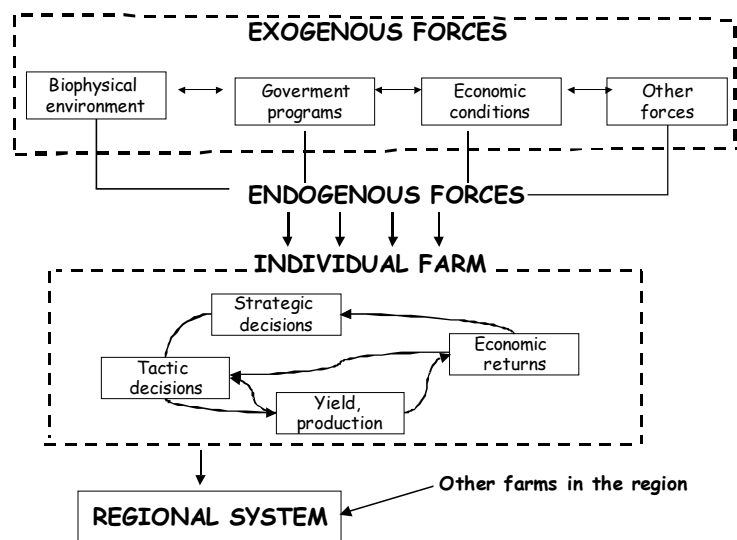 EXOGENOUS FORCES
Biophysical
environment
Goverment
programs
Economic
conditions
Other
forces
ENDOGENOUS FORCES
INDIVIDUAL FARM
Strategic
decisions
Economic
returns
Tactic
decisions
Yield,
production
Other farms in the region
REGIONAL SYSTEM